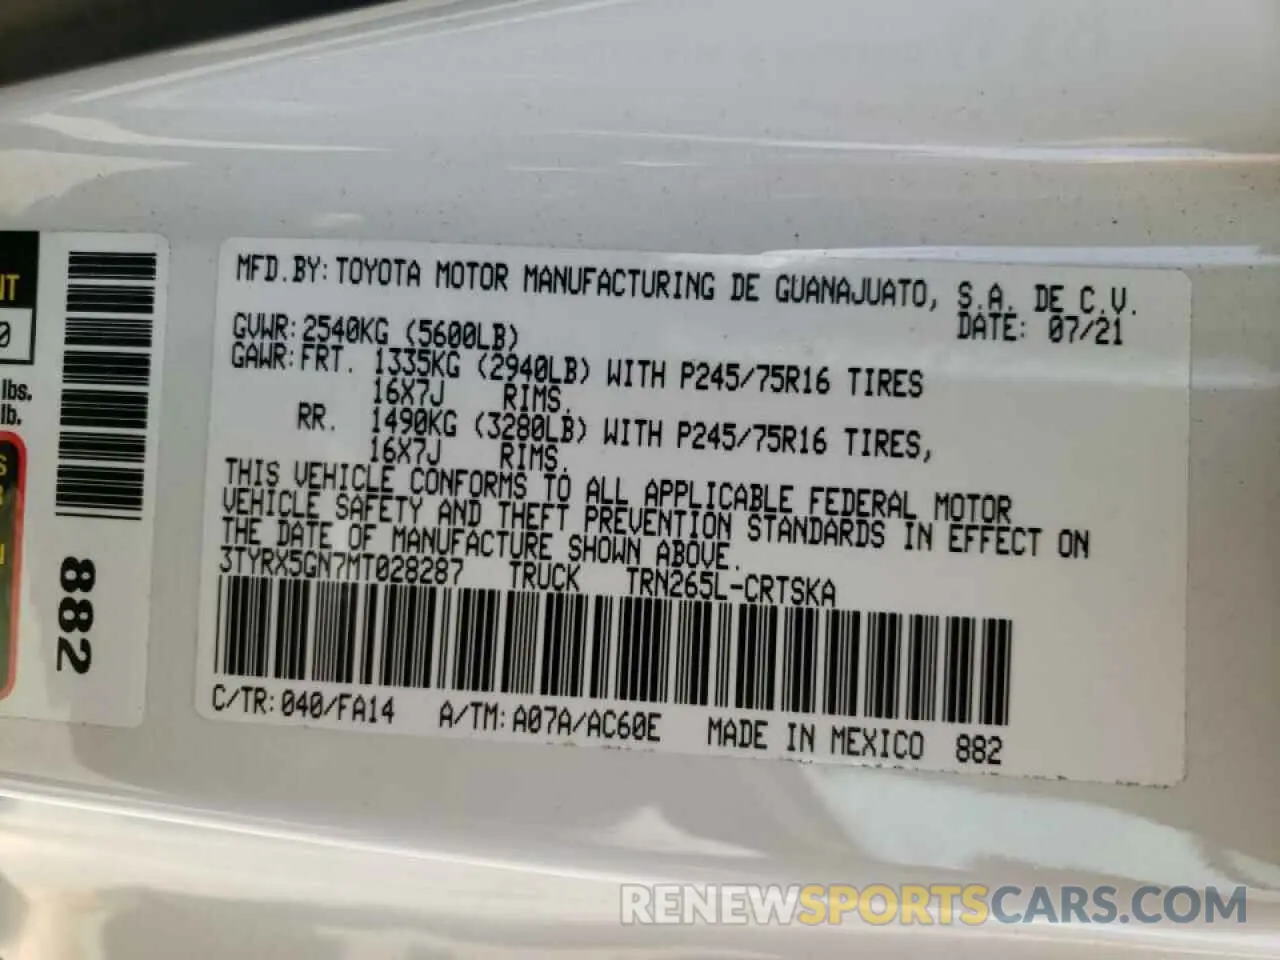 MFD.BY: TOYOTA MOTOR MANUFACTURING DE GUANAJUATO, S.A. DE C.V.
DATE: 07/21
GVWR: 2540KG (5600LB)
GAWR: FRT. 1335KG (2940LB) WITH P245/75R16 TIRES
16X7J RIMS.
RR. 1490KG (3280LB) WITH P245/75R16 TIRES,
16X7J RIMS.
THIS VEHICLE CONFORMS TO ALL APPLICABLE FEDERAL MOTOR
VEHICLE SAFETY AND THEFT PREVENTION STANDARDS IN EFFECT ON
THE DATE OF MANUFACTURE SHOWN ABOVE.
3TYRX5GN7MT028287 TRUCK TRN265L-CRTSKA
C/TR: 040/FA14 A/TM: A07A/AC60E MADE IN MEXICO 882
lbs.
lb.
882
RENEWSPORTSCARS.COM